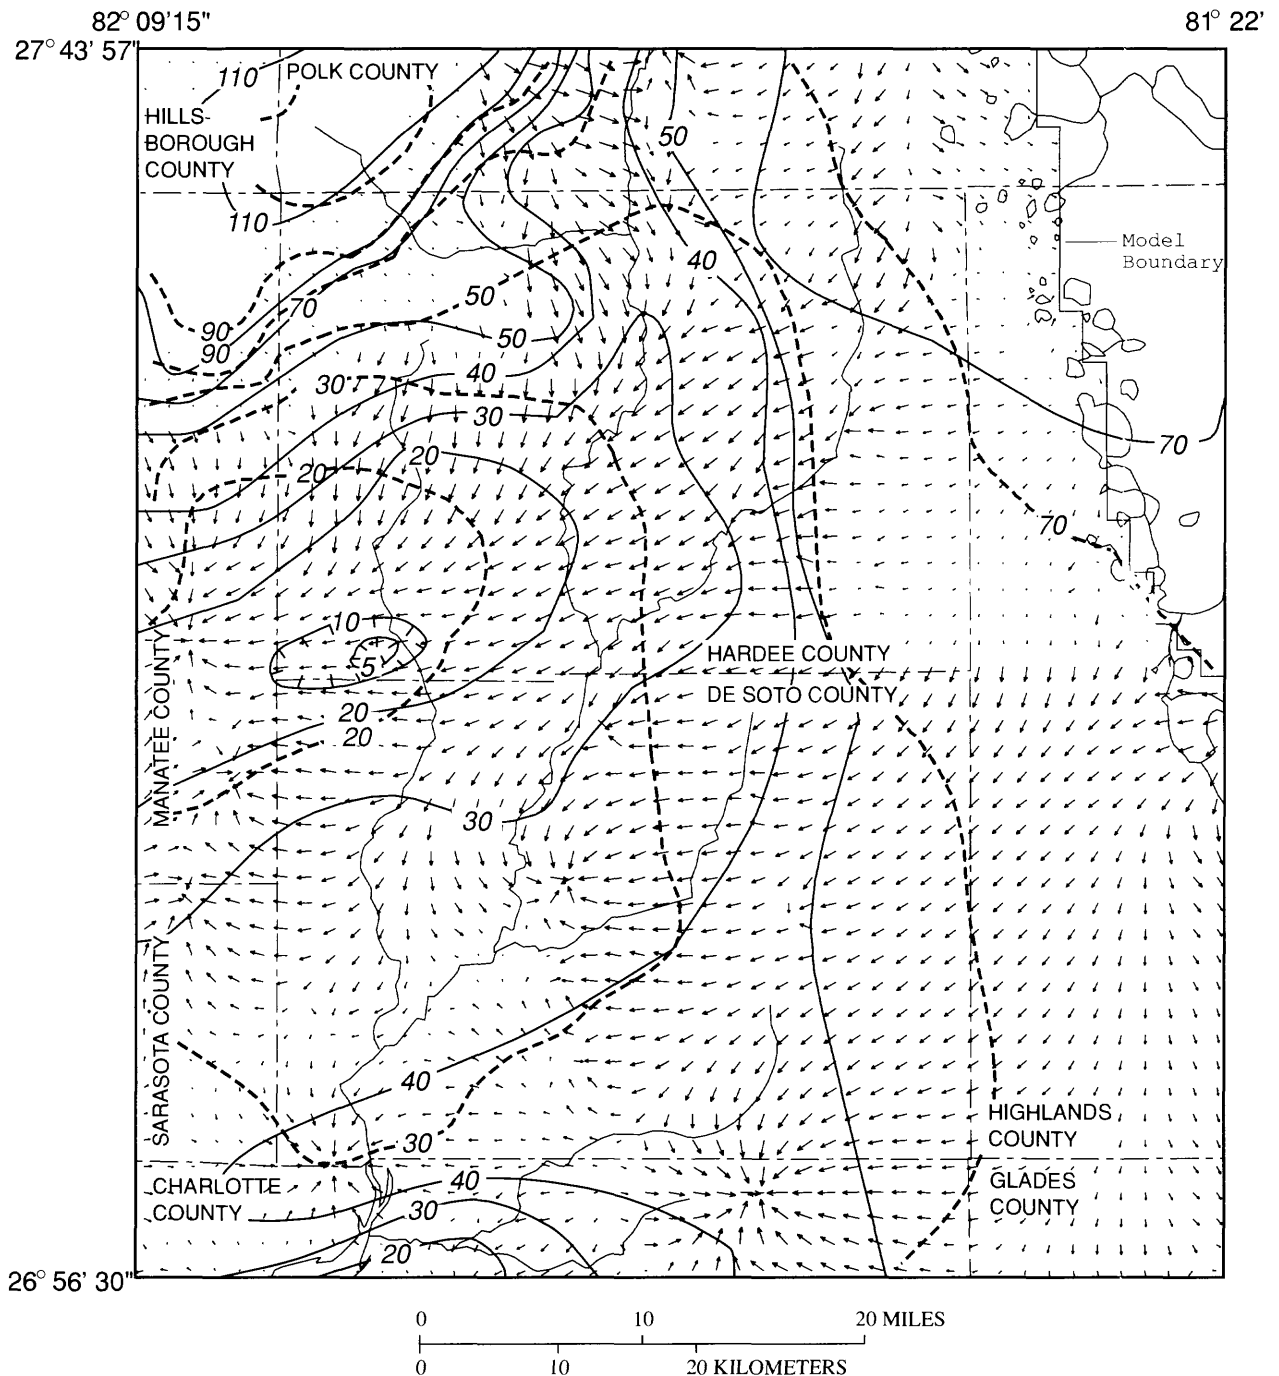 82° 09'15"
81° 22'
27° 43' 57"
110
POLK COUNTY
HILLS-
BOROUGH
COUNTY
50
110
Model
Boundary
40
50
70
90
90
50
40
30
30
70
20
20
70
10
5
HARDEE COUNTY
DE SOTO COUNTY
MANATEE COUNTY
20
20
30
SARASOTA COUNTY
40
30
HIGHLANDS
COUNTY
CHARLOTTE
COUNTY
40
GLADES
COUNTY
30
20
26° 56' 30"
0 10 20 MILES
0 10 20 KILOMETERS